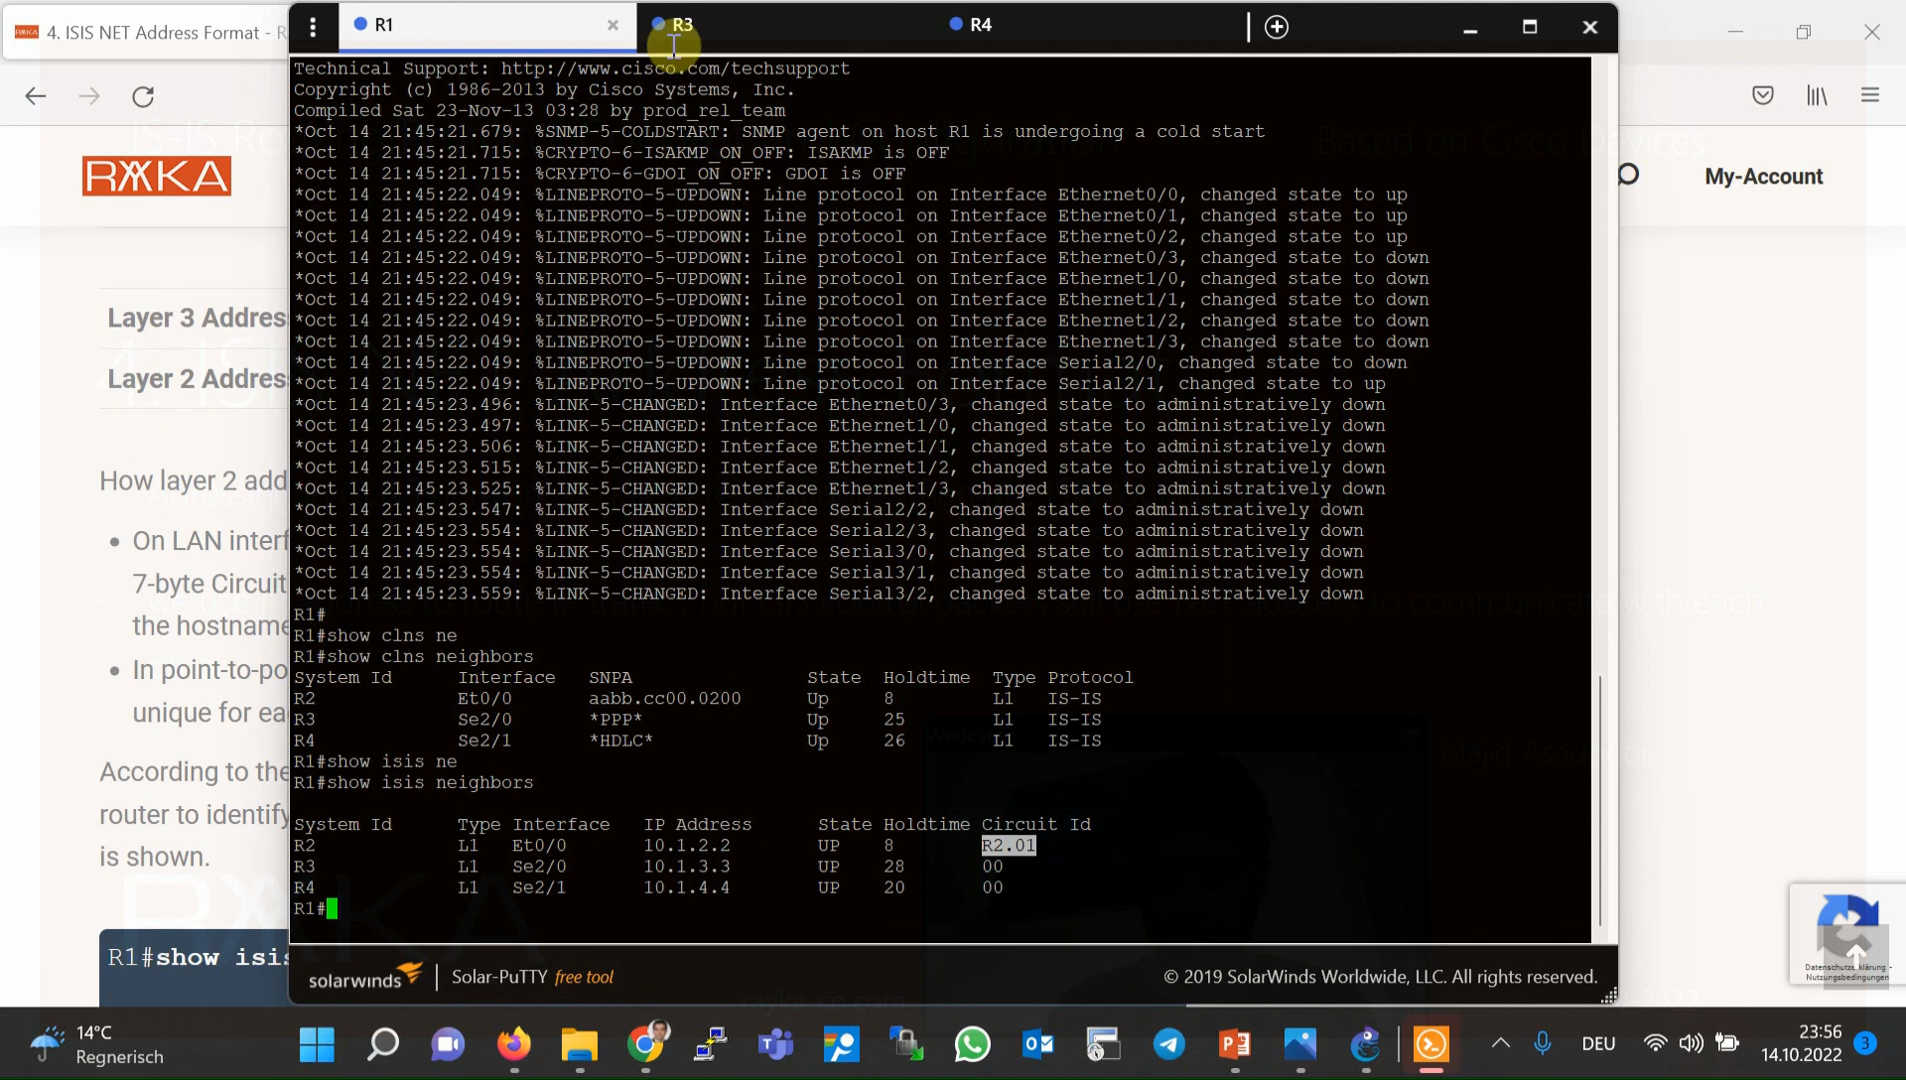 4. ISIS NET Address Format - R
R1
R3
R4
Technical Support: http://www.cisco.com/techsupport
Copyright (c) 1986-2013 by Cisco Systems, Inc.
Compiled Sat 23-Nov-13 03:28 by prod_rel_team
*Oct 14 21:45:21.679: %SNMP-5-COLDSTART: SNMP agent on host R1 is undergoing a cold start
*Oct 14 21:45:21.715: %CRYPTO-6-ISAKMP_ON_OFF: ISAKMP is OFF
*Oct 14 21:45:21.715: %CRYPTO-6-GDOI_ON_OFF: GDOI is OFF
*Oct 14 21:45:22.049: %LINEPROTO-5-UPDOWN: Line protocol on Interface Ethernet0/0, changed state to up
*Oct 14 21:45:22.049: %LINEPROTO-5-UPDOWN: Line protocol on Interface Ethernet0/1, changed state to up
*Oct 14 21:45:22.049: %LINEPROTO-5-UPDOWN: Line protocol on Interface Ethernet0/2, changed state to up
*Oct 14 21:45:22.049: %LINEPROTO-5-UPDOWN: Line protocol on Interface Ethernet0/3, changed state to down
*Oct 14 21:45:22.049: %LINEPROTO-5-UPDOWN: Line protocol on Interface Ethernet1/0, changed state to down
*Oct 14 21:45:22.049: %LINEPROTO-5-UPDOWN: Line protocol on Interface Ethernet1/1, changed state to down
*Oct 14 21:45:22.049: %LINEPROTO-5-UPDOWN: Line protocol on Interface Ethernet1/2, changed state to down
*Oct 14 21:45:22.049: %LINEPROTO-5-UPDOWN: Line protocol on Interface Ethernet1/3, changed state to down
*Oct 14 21:45:22.049: %LINEPROTO-5-UPDOWN: Line protocol on Interface Serial2/0, changed state to down
*Oct 14 21:45:22.049: %LINEPROTO-5-UPDOWN: Line protocol on Interface Serial2/1, changed state to up
*Oct 14 21:45:23.496: %LINK-5-CHANGED: Interface Ethernet0/3, changed state to administratively down
*Oct 14 21:45:23.497: %LINK-5-CHANGED: Interface Ethernet1/0, changed state to administratively down
*Oct 14 21:45:23.506: %LINK-5-CHANGED: Interface Ethernet1/1, changed state to administratively down
*Oct 14 21:45:23.515: %LINK-5-CHANGED: Interface Ethernet1/2, changed state to administratively down
*Oct 14 21:45:23.525: %LINK-5-CHANGED: Interface Ethernet1/3, changed state to administratively down
*Oct 14 21:45:23.547: %LINK-5-CHANGED: Interface Serial2/2, changed state to administratively down
*Oct 14 21:45:23.554: %LINK-5-CHANGED: Interface Serial2/3, changed state to administratively down
*Oct 14 21:45:23.554: %LINK-5-CHANGED: Interface Serial3/0, changed state to administratively down
*Oct 14 21:45:23.554: %LINK-5-CHANGED: Interface Serial3/1, changed state to administratively down
*Oct 14 21:45:23.559: %LINK-5-CHANGED: Interface Serial3/2, changed state to administratively down
R1#
R1#show clns ne
R1#show clns neighbors
System Id Interface SNPA State Holdtime Type Protocol
R2 Et0/0 aabb.cc00.0200 Up 8 L1 IS-IS
R3 Se2/0 *PPP* Up 25 L1 IS-IS
R4 Se2/1 *HDLC* Up 26 L1 IS-IS
R1#show isis ne
R1#show isis neighbors
System Id Type Interface IP Address State Holdtime Circuit Id
R2 L1 Et0/0 10.1.2.2 UP 8 R2.01
R3 L1 Se2/0 10.1.3.3 UP 28 00
R4 L1 Se2/1 10.1.4.4 UP 20 00
R1#
solarwinds Solar-PuTTY free tool
© 2019 SolarWinds Worldwide, LLC. All rights reserved.
RAYKA
My-Account
Based on Cisco Devices
Layer 3 Addres
Layer 2 Addres
How layer 2 add
On LAN interf
7-byte Circuit
the hostname
In point-to-po
unique for ea
According to the
router to identify
is shown.
R1#show isis
communicate with each
Datenschutzerklärung -
Nutzungsbedingungen
14°C
Regnerisch
DEU
23:56
14.10.2022
3